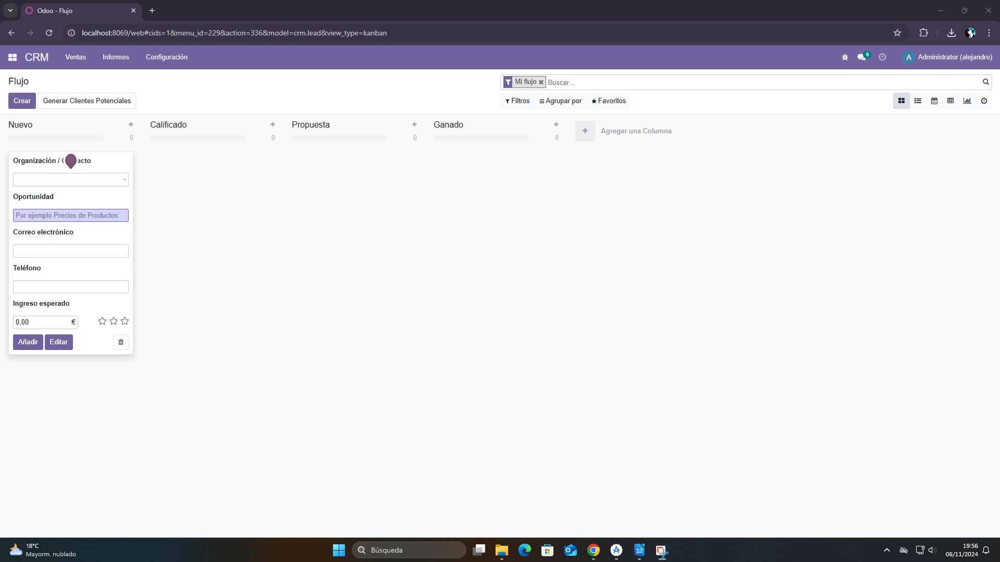 Odoo - Flujo
localhost:8069/web#cids=1&menu_id=229&action=336&model=crm.lead&view_type=kanban
CRM Ventas Informes Configuración 6 A Administrator (alejandro)
Flujo
Mi flujo Buscar...
Crear Generar Clientes Potenciales Filtros Agrupar por Favoritos
Nuevo Calificado Propuesta Ganado
0 0 0 0
Agregar una Columna
Organización / acto
Oportunidad
Por ejemplo Precios de Productos
Correo electrónico
Teléfono
Ingreso esperado
0,00 €
Añadir Editar
18°C
Mayorm. nublado
Búsqueda
19:56
06/11/2024